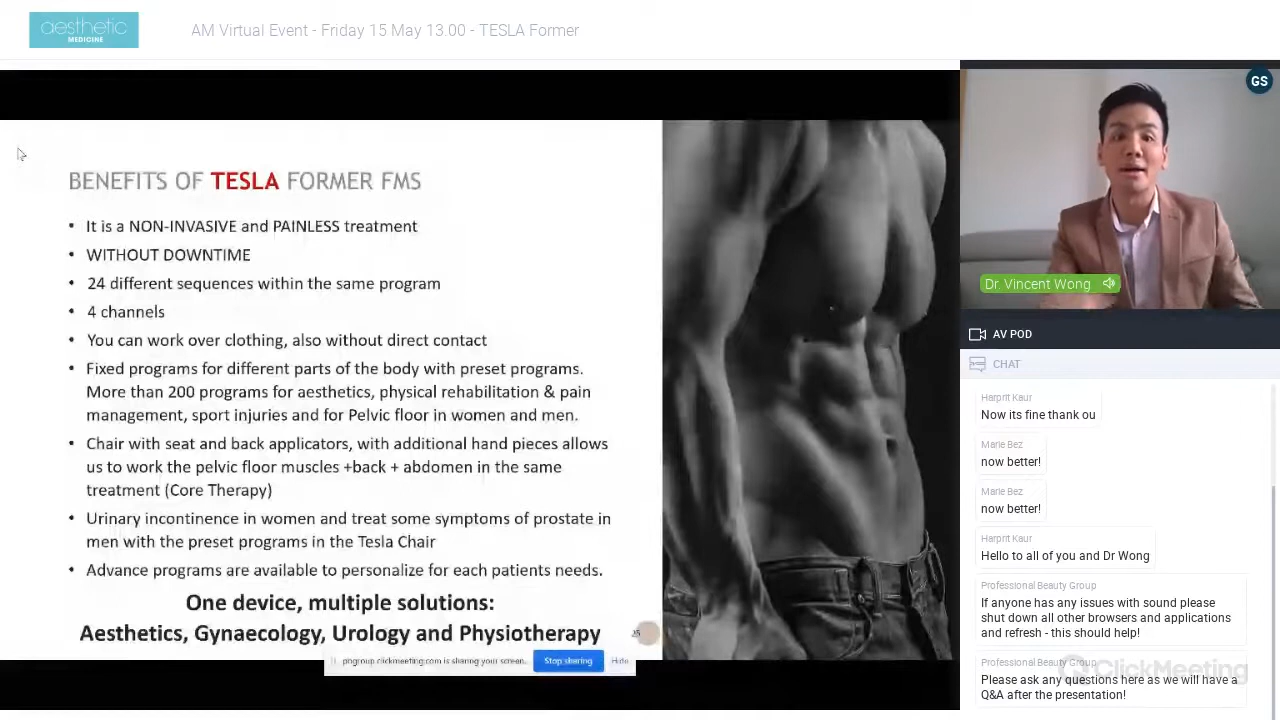 aesthetic
MEDICINE
AM Virtual Event - Friday 15 May 13.00 - TESLA Former
BENEFITS OF TESLA FORMER FMS
• It is a NON-INVASIVE and PAINLESS treatment
• WITHOUT DOWNTIME
• 24 different sequences within the same program
• 4 channels
• You can work over clothing, also without direct contact
• Fixed programs for different parts of the body with preset programs.
More than 200 programs for aesthetics, physical rehabilitation & pain
management, sport injuries and for Pelvic floor in women and men.
• Chair with seat and back applicators, with additional hand pieces allows
us to work the pelvic floor muscles +back + abdomen in the same
treatment (Core Therapy)
• Urinary incontinence in women and treat some symptoms of prostate in
men with the preset programs in the Tesla Chair
• Advance programs are available to personalize for each patients needs.
One device, multiple solutions:
Aesthetics, Gynaecology, Urology and Physiotherapy
25
pbgroup.clickmeeting.com is sharing your screen.
Stop sharing
Hide
GS
Dr. Vincent Wong
AV POD
CHAT
Harprit Kaur
Now its fine thank ou
Marie Bez
now better!
Marie Bez
now better!
Harprit Kaur
Hello to all of you and Dr Wong
Professional Beauty Group
If anyone has any issues with sound please
shut down all other browsers and applications
and refresh - this should help!
Professional Beauty Group
Please ask any questions here as we will have a
Q&A after the presentation!
ClickMeeting